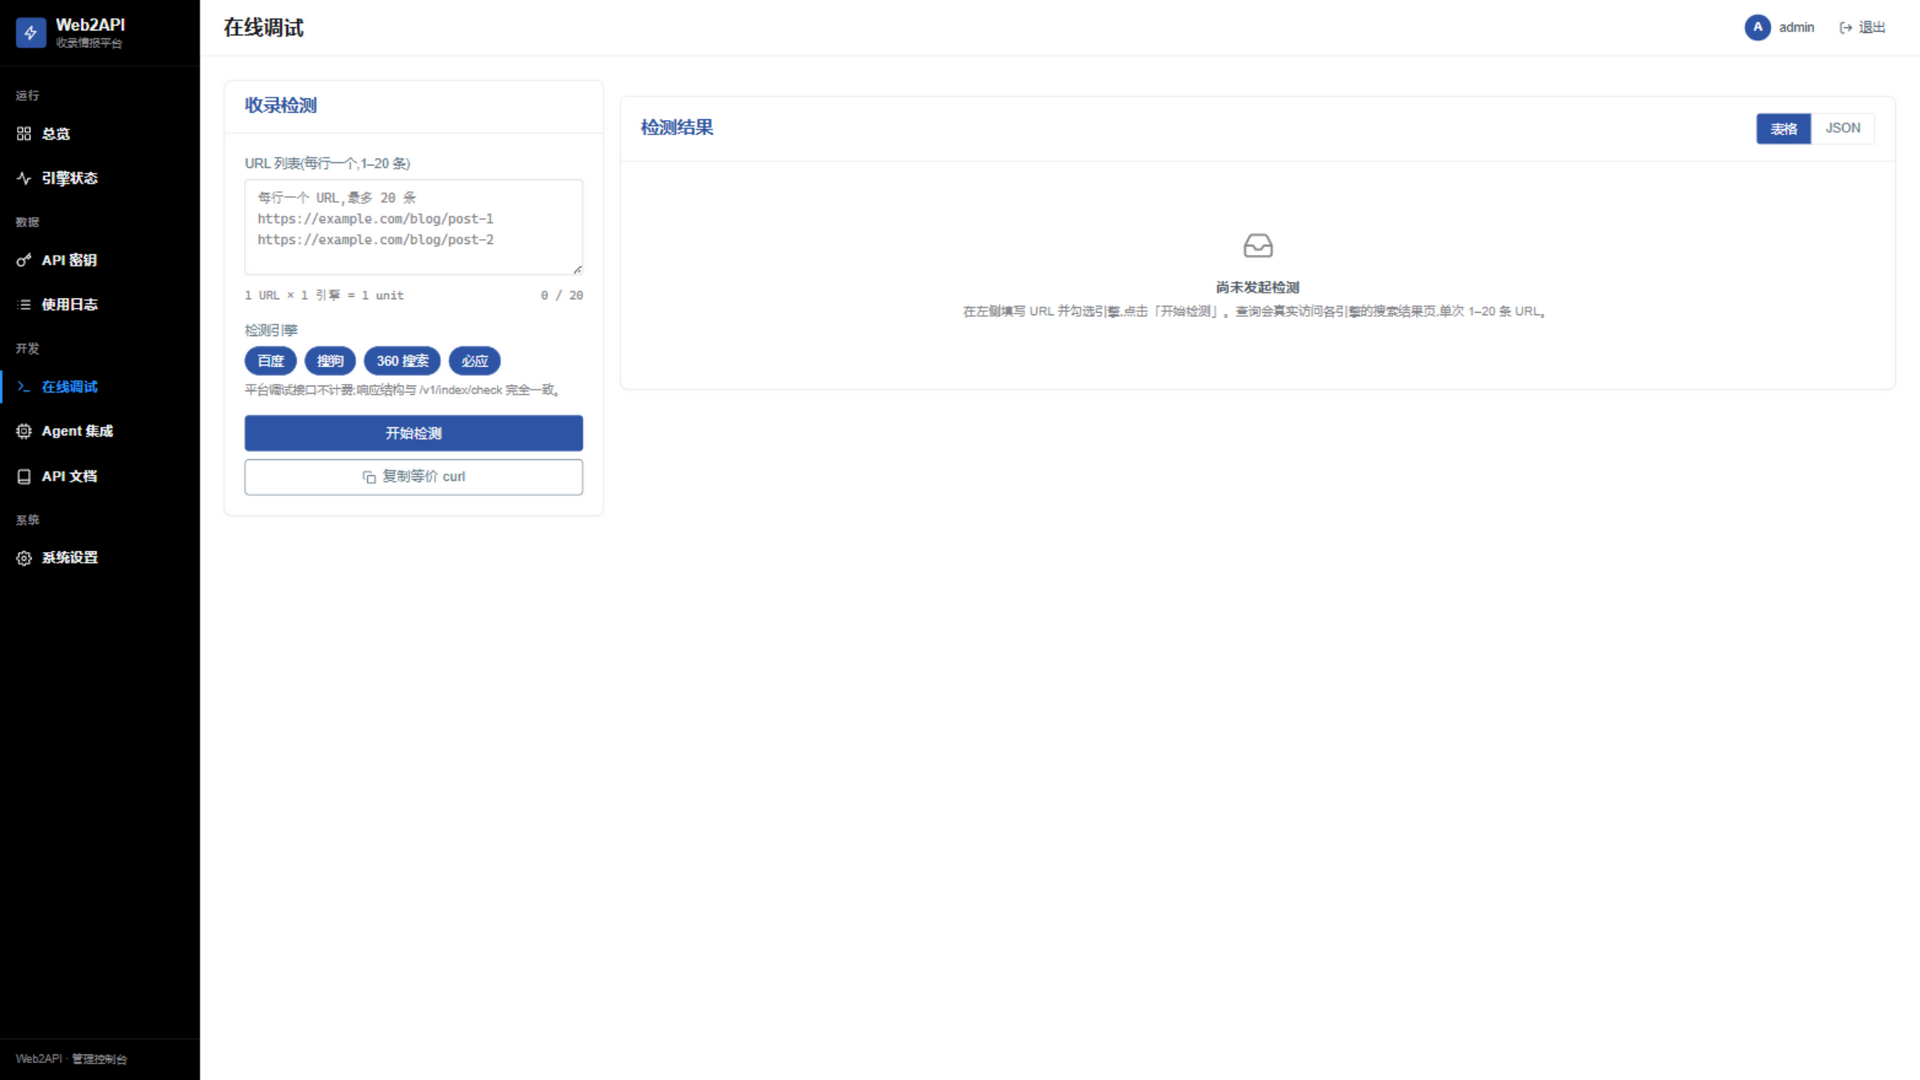 Web2API
收录情报平台
运行
总览
引擎状态
数据
API 密钥
使用日志
开发
在线调试
Agent 集成
API 文档
系统
系统设置
Web2API · 管理控制台
在线调试
A admin 退出
收录检测
URL 列表(每行一个,1–20 条)
每行一个 URL,最多 20 条
https://example.com/blog/post-1
https://example.com/blog/post-2
1 URL × 1 引擎 = 1 unit 0 / 20
检测引擎
百度 搜狗 360 搜索 必应
平台调试接口不计费;响应结构与 /v1/index/check 完全一致。
开始检测
复制等价 curl
检测结果
表格 JSON
尚未发起检测
在左侧填写 URL 并勾选引擎,点击「开始检测」。查询会真实访问各引擎的搜索结果页,单次 1–20 条 URL。